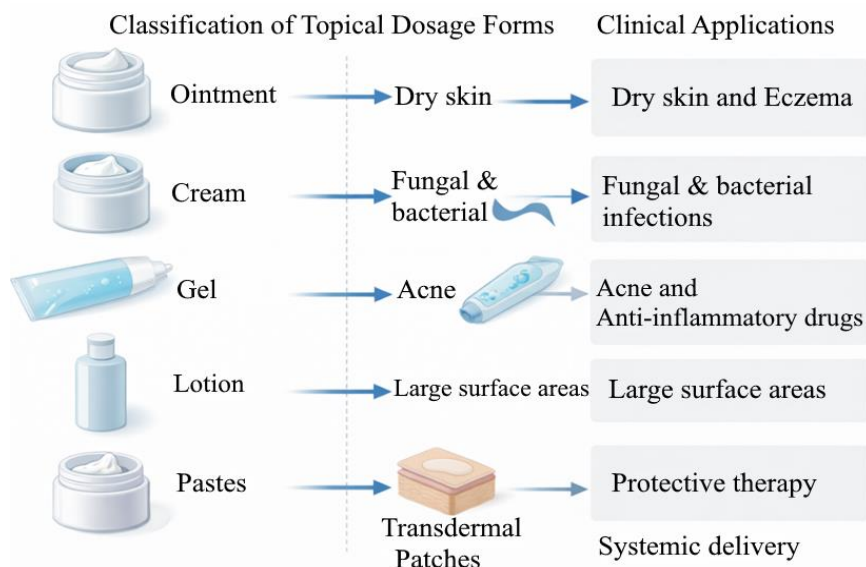 Classification of Topical Dosage Forms
Clinical Applications
Ointment
Dry skin
Dry skin and Eczema
Cream
Fungal &
bacterial
Fungal & bacterial
infections
Gel
Acne
Acne and
Anti-inflammatory drugs
Lotion
Large surface areas
Large surface areas
Pastes
Transdermal
Patches
Protective therapy
Systemic delivery